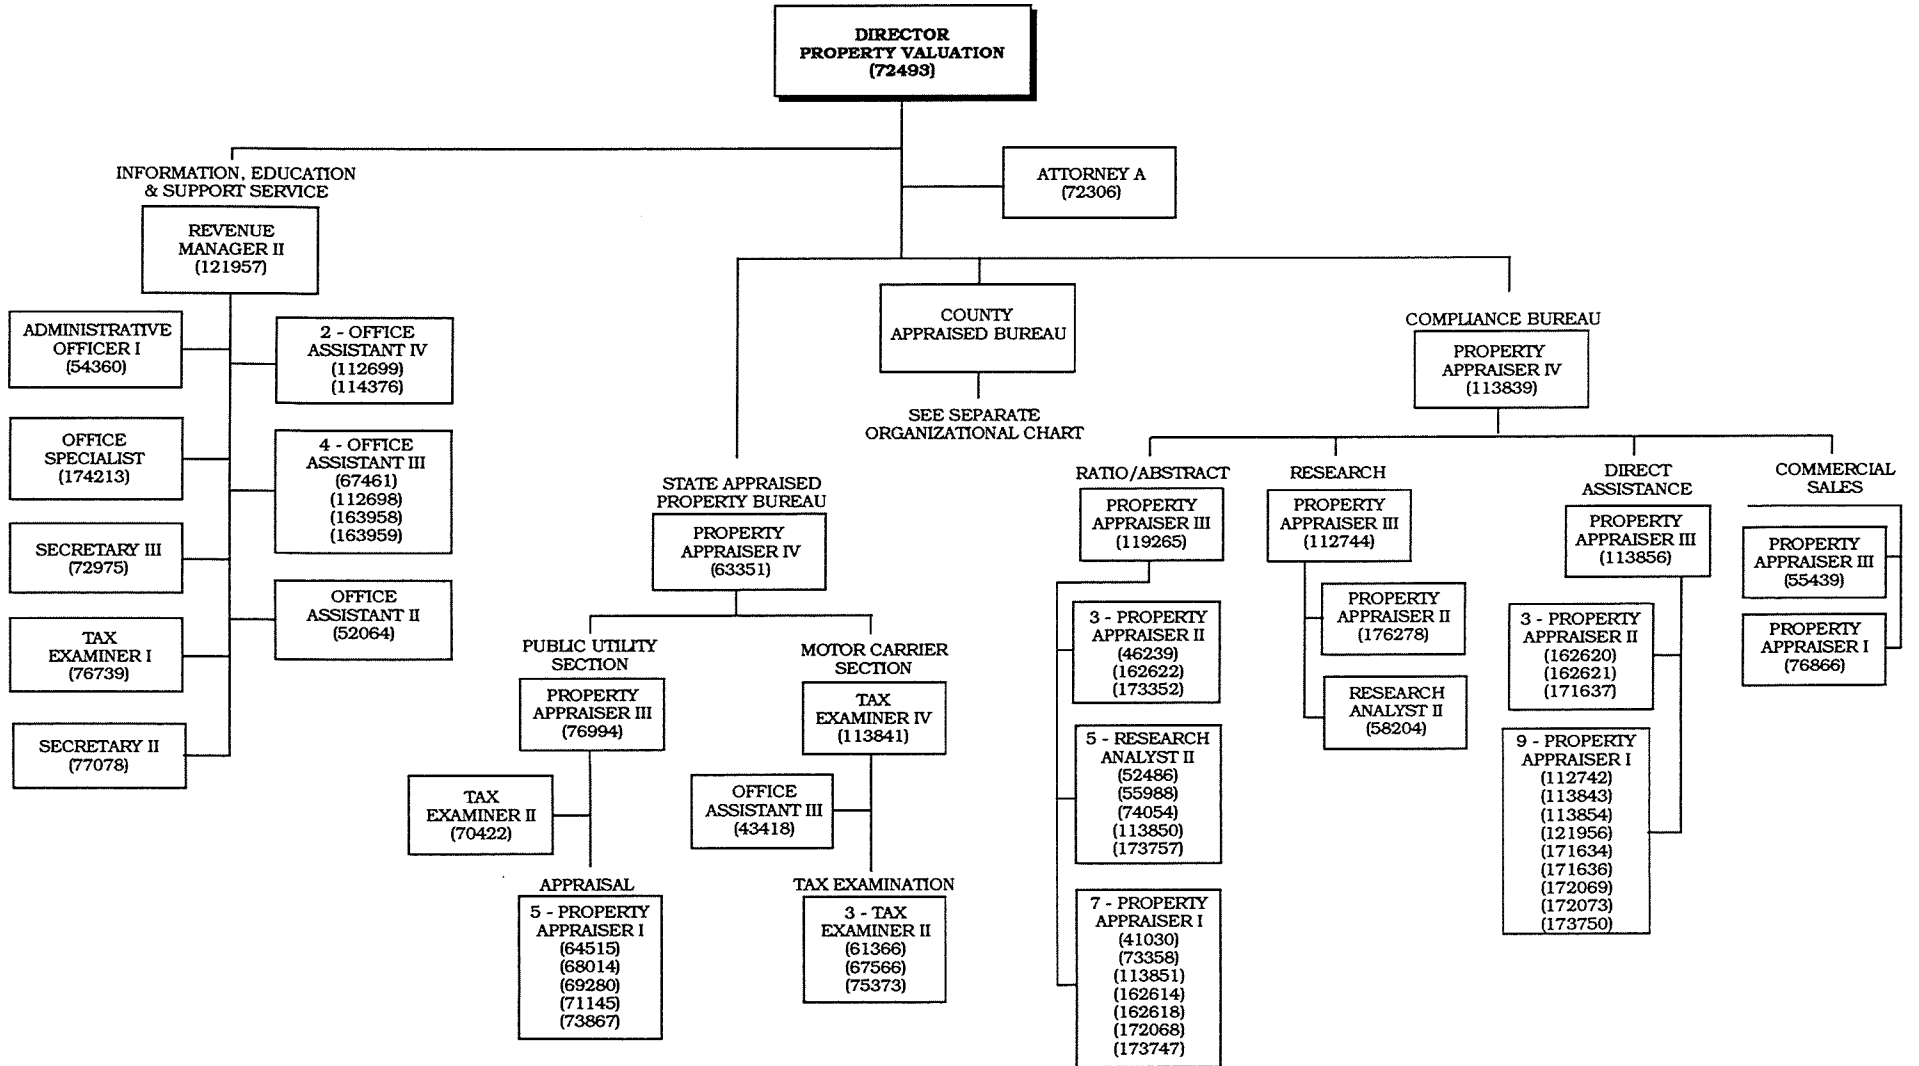 DIRECTOR
PROPERTY VALUATION
(72493)
ATTORNEY A
(72306)
INFORMATION, EDUCATION
& SUPPORT SERVICE
REVENUE
MANAGER II
(121957)
ADMINISTRATIVE
OFFICER I
(54360)
2 - OFFICE
ASSISTANT IV
(112699)
(114376)
OFFICE
SPECIALIST
(174213)
4 - OFFICE
ASSISTANT III
(67461)
(112698)
(163958)
(163959)
SECRETARY III
(72975)
OFFICE
ASSISTANT II
(52064)
TAX
EXAMINER I
(76739)
SECRETARY II
(77078)
COUNTY
APPRAISED BUREAU
SEE SEPARATE
ORGANIZATIONAL CHART
STATE APPRAISED
PROPERTY BUREAU
PROPERTY
APPRAISER IV
(63351)
PUBLIC UTILITY
SECTION
PROPERTY
APPRAISER III
(76994)
TAX
EXAMINER II
(70422)
APPRAISAL
5 - PROPERTY
APPRAISER I
(64515)
(68014)
(69280)
(71145)
(73867)
MOTOR CARRIER
SECTION
TAX
EXAMINER IV
(113841)
OFFICE
ASSISTANT III
(43418)
TAX EXAMINATION
3 - TAX
EXAMINER II
(61366)
(67566)
(75373)
COMPLIANCE BUREAU
PROPERTY
APPRAISER IV
(113839)
RATIO/ABSTRACT
PROPERTY
APPRAISER III
(119265)
3 - PROPERTY
APPRAISER II
(46239)
(162622)
(173352)
5 - RESEARCH
ANALYST II
(52486)
(55988)
(74054)
(113850)
(173757)
7 - PROPERTY
APPRAISER I
(41030)
(73358)
(113851)
(162614)
(162618)
(172068)
(173747)
RESEARCH
PROPERTY
APPRAISER III
(112744)
PROPERTY
APPRAISER II
(176278)
RESEARCH
ANALYST II
(58204)
DIRECT
ASSISTANCE
PROPERTY
APPRAISER III
(113856)
3 - PROPERTY
APPRAISER II
(162620)
(162621)
(171637)
9 - PROPERTY
APPRAISER I
(112742)
(113843)
(113854)
(121956)
(171634)
(171636)
(172069)
(172073)
(173750)
COMMERCIAL
SALES
PROPERTY
APPRAISER III
(55439)
PROPERTY
APPRAISER I
(76866)